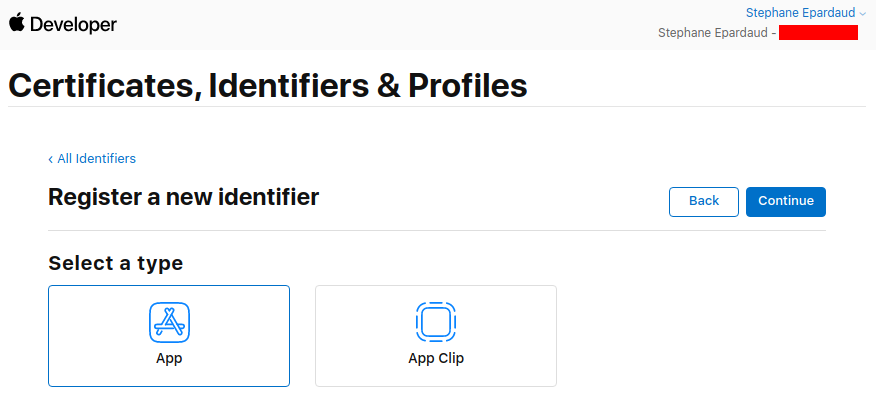 Developer
Stephane Epardaud
Stephane Epardaud -
Certificates, Identifiers & Profiles
‹ All Identifiers
Register a new identifier
Back
Continue
Select a type
App
App Clip